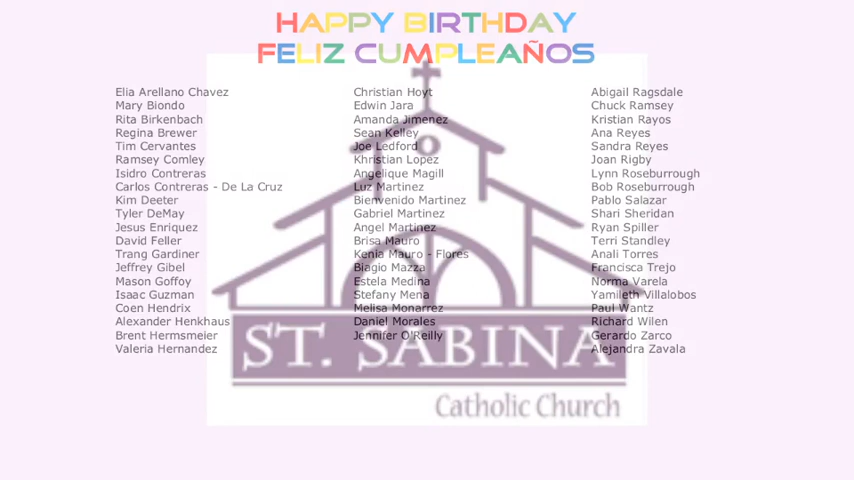 HAPPY BIRTHDAY
FELIZ CUMPLEAÑOS
Elia Arellano Chavez
Mary Biondo
Rita Birkenbach
Regina Brewer
Tim Cervantes
Ramsey Comley
Isidro Contreras
Carlos Contreras - De La Cruz
Kim Deeter
Tyler DeMay
Jesus Enriquez
David Feller
Trang Gardiner
Jeffrey Gibel
Mason Goffoy
Isaac Guzman
Coen Hendrix
Alexander Henkhaus
Brent Hermsmeier
Valeria Hernandez
Christian Hoyt
Edwin Jara
Amanda Jimenez
Sean Kelley
Joe Ledford
Khristian Lopez
Angelique Magill
Luz Martinez
Bienvenido Martinez
Gabriel Martinez
Angel Martinez
Brisa Mauro
Kenia Mauro - Flores
Biagio Mazza
Estela Medina
Stefany Mena
Melisa Monarrez
Daniel Morales
Jennifer O'Reilly
Abigail Ragsdale
Chuck Ramsey
Kristian Rayos
Ana Reyes
Sandra Reyes
Joan Rigby
Lynn Roseburrough
Bob Roseburrough
Pablo Salazar
Shari Sheridan
Ryan Spiller
Terri Standley
Anali Torres
Francisca Trejo
Norma Varela
Yamileth Villalobos
Paul Wantz
Richard Wilen
Gerardo Zarco
Alejandra Zavala
ST. SABINA
Catholic Church